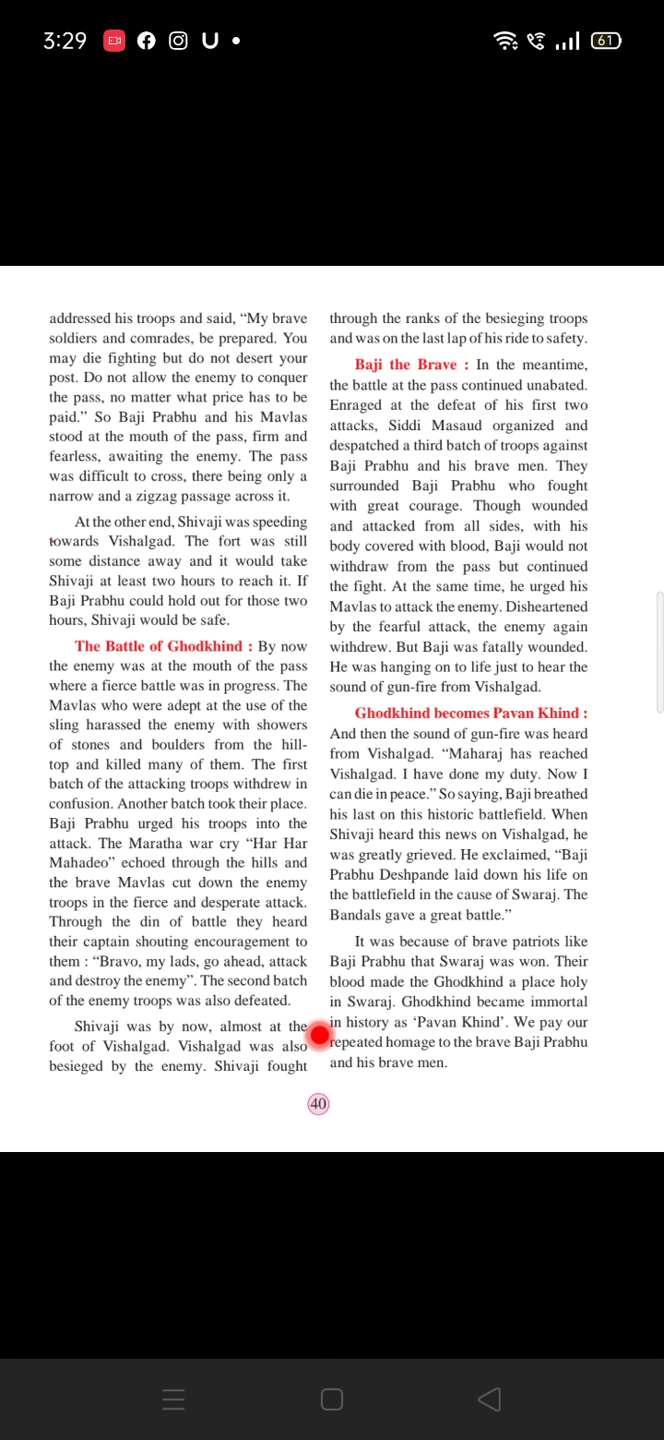 3:29
61
addressed his troops and said, “My brave
soldiers and comrades, be prepared. You
may die fighting but do not desert your
post. Do not allow the enemy to conquer
the pass, no matter what price has to be
paid.” So Baji Prabhu and his Mavlas
stood at the mouth of the pass, firm and
fearless, awaiting the enemy. The pass
was difficult to cross, there being only a
narrow and a zigzag passage across it.
At the other end, Shivaji was speeding
towards Vishalgad. The fort was still
some distance away and it would take
Shivaji at least two hours to reach it. If
Baji Prabhu could hold out for those two
hours, Shivaji would be safe.
The Battle of Ghodkhind : By now
the enemy was at the mouth of the pass
where a fierce battle was in progress. The
Mavlas who were adept at the use of the
sling harassed the enemy with showers
of stones and boulders from the hill-
top and killed many of them. The first
batch of the attacking troops withdrew in
confusion. Another batch took their place.
Baji Prabhu urged his troops into the
attack. The Maratha war cry “Har Har
Mahadeo” echoed through the hills and
the brave Mavlas cut down the enemy
troops in the fierce and desperate attack.
Through the din of battle they heard
their captain shouting encouragement to
them : “Bravo, my lads, go ahead, attack
and destroy the enemy”. The second batch
of the enemy troops was also defeated.
Shivaji was by now, almost at the
foot of Vishalgad. Vishalgad was also
besieged by the enemy. Shivaji fought
through the ranks of the besieging troops
and was on the last lap of his ride to safety.
Baji the Brave : In the meantime,
the battle at the pass continued unabated.
Enraged at the defeat of his first two
attacks, Siddi Masaud organized and
despatched a third batch of troops against
Baji Prabhu and his brave men. They
surrounded Baji Prabhu who fought
with great courage. Though wounded
and attacked from all sides, with his
body covered with blood, Baji would not
withdraw from the pass but continued
the fight. At the same time, he urged his
Mavlas to attack the enemy. Disheartened
by the fearful attack, the enemy again
withdrew. But Baji was fatally wounded.
He was hanging on to life just to hear the
sound of gun-fire from Vishalgad.
Ghodkhind becomes Pavan Khind :
And then the sound of gun-fire was heard
from Vishalgad. “Maharaj has reached
Vishalgad. I have done my duty. Now I
can die in peace.” So saying, Baji breathed
his last on this historic battlefield. When
Shivaji heard this news on Vishalgad, he
was greatly grieved. He exclaimed, “Baji
Prabhu Deshpande laid down his life on
the battlefield in the cause of Swaraj. The
Bandals gave a great battle.”
It was because of brave patriots like
Baji Prabhu that Swaraj was won. Their
blood made the Ghodkhind a place holy
in Swaraj. Ghodkhind became immortal
in history as ‘Pavan Khind’. We pay our
repeated homage to the brave Baji Prabhu
and his brave men.
40